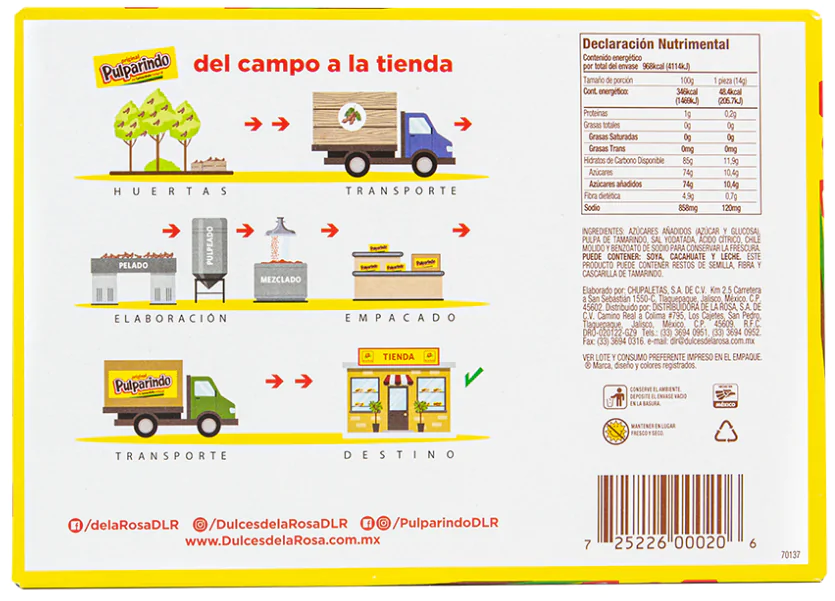 original
Pulparindo
del campo a la tienda
HUERTAS
TRANSPORTE
PELADO
PULPEADO
MEZCLADO
Pulparindo
Pulparindo
Pulparindo
Pulparindo
ELABORACIÓN
EMPACADO
original
Pulparindo
TIENDA
TRANSPORTE
DESTINO
/delaRosaDLR /DulcesdelaRosaDLR /PulparindoDLR
www.DulcesdelaRosa.com.mx
Declaración Nutrimental
Contenido energético
por total del envase 968kcal (4114kJ)
Tamaño de porción 100g 1 pieza (14g)
Cont. energético: 346kcal 48.4kcal
(1469kJ) (205.7kJ)
Proteínas 1g 0,2g
Grasas totales 0g 0g
Grasas Saturadas 0g 0g
Grasas Trans 0mg 0mg
Hidratos de Carbono Disponible 85g 11,9g
Azúcares 74g 10,4g
Azúcares añadidos 74g 10,4g
Fibra dietética 4,9g 0,7g
Sodio 858mg 120mg
INGREDIENTES: AZÚCARES AÑADIDOS (AZÚCAR Y GLUCOSA),
PULPA DE TAMARINDO, SAL YODATADA, ÁCIDO CÍTRICO, CHILE
MOLIDO Y BENZOATO DE SODIO PARA CONSERVAR LA FRESCURA.
PUEDE CONTENER: SOYA, CACAHUATE Y LECHE. ESTE
PRODUCTO PUEDE CONTENER RESTOS DE SEMILLA, FIBRA Y
CASCARILLA DE TAMARINDO.
Elaborado por: CHUPALETAS, S.A. DE C.V. Km 2.5 Carretera
a San Sebastián 1550-C, Tlaquepaque, Jalisco, México. C.P.
45602. Distribuido por: DISTRIBUIDORA DE LA ROSA, S.A. DE
C.V. Camino Real a Colima #795, Los Cajetes, San Pedro,
Tlaquepaque, Jalisco, México. C.P. 45609. R.F.C.
DRO-020122-GZ9 Tels.: (33) 3694 0951, (33) 3694 0952.
Fax: (33) 3694 0316. e-mail: dlr@dulcesdelarosa.com.mx
VER LOTE Y CONSUMO PREFERENTE IMPRESO EN EL EMPAQUE.
® Marca, diseño y colores registrados.
CONSERVE EL AMBIENTE.
DEPOSITE EL ENVASE VACÍO
EN LA BASURA.
HECHO EN
MÉXICO
MANTENER EN LUGAR
FRESCO Y SECO.
7 25226 00020 6
70137